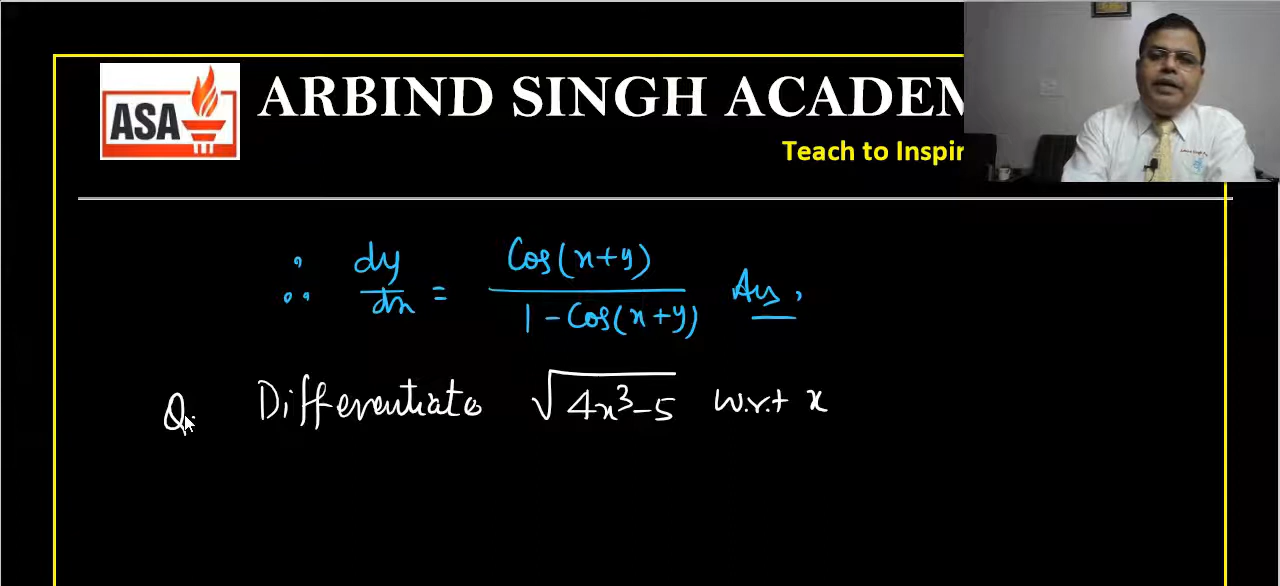 ASA
ARBIND SINGH ACADEM
Teach to Inspir
∴ dy/dx = Cos(x+y)/1-Cos(x+y) Ans.
Q. Differentiate √4x³-5 w.r.t x